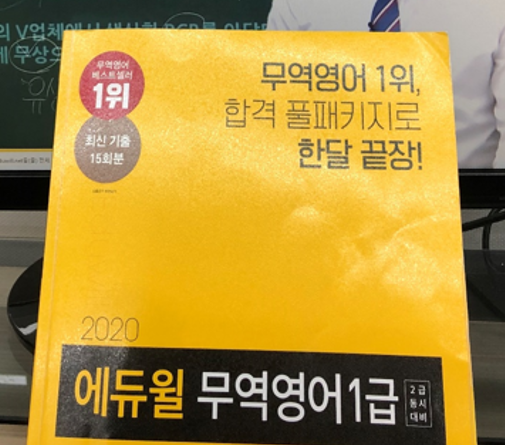 무역영어
베스트셀러
1위
최신 기출
15회분
무역영어 1위,
합격 풀패키지로
한달 끝장!
2020
에듀윌 무역영어 1급
2급
동시
대비